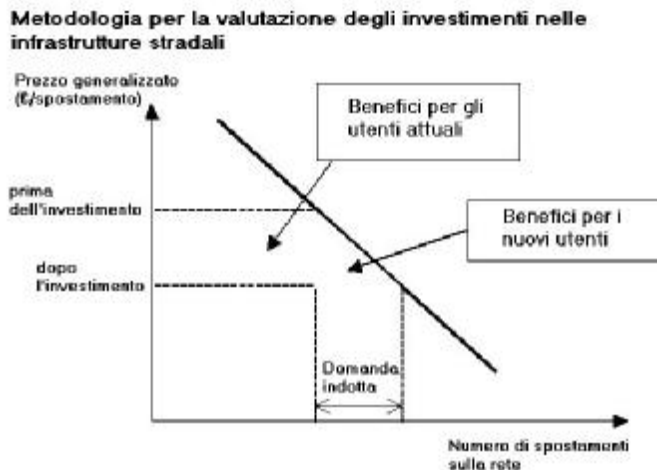 Metodologia per la valutazione degli investimenti nelle
infrastrutture stradali
Prezzo generalizzato
(€/spostamento)
Benefici per gli
utenti attuali
prima
dell'investimento
Benefici per i
nuovi utenti
dopo
l'investimento
Domanda
indotta
Numero di spostamenti
sulla rete